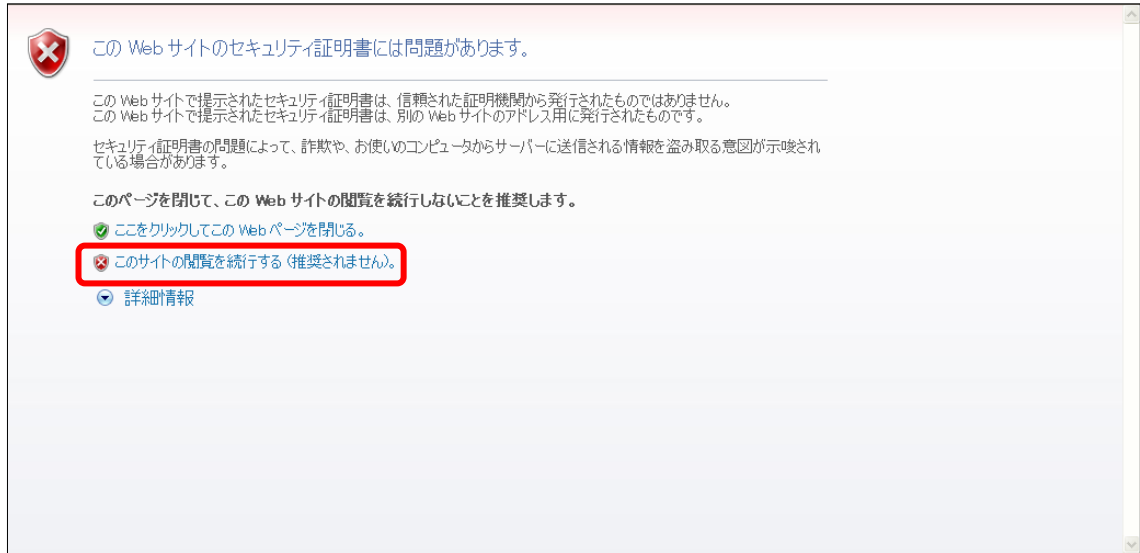 この Web サイトのセキュリティ証明書には問題があります。
この Web サイトで提示されたセキュリティ証明書は、信頼された証明機関から発行されたものではありません。
この Web サイトで提示されたセキュリティ証明書は、別の Web サイトのアドレス用に発行されたものです。
セキュリティ証明書の問題によって、詐欺や、お使いのコンピュータからサーバーに送信される情報を盗み取る意図が示唆され
ている場合があります。
このページを閉じて、この Web サイトの閲覧を続行しないことを推奨します。
ここをクリックしてこの Web ページを閉じる。
このサイトの閲覧を続行する (推奨されません)。
詳細情報